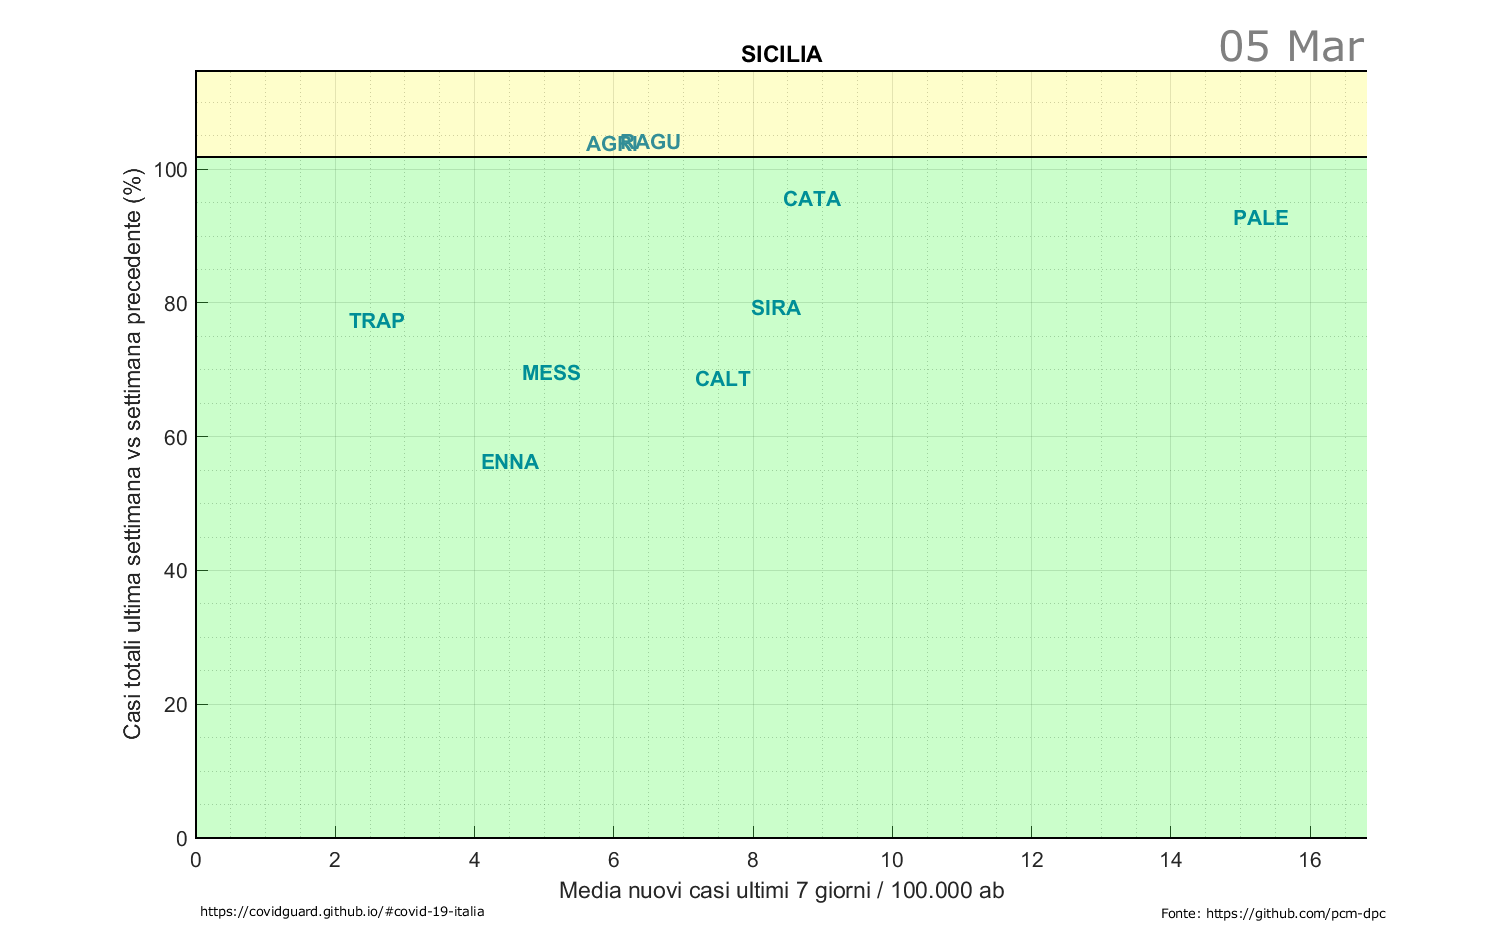 05 Mar
SICILIA
AGRI
RAGU
CATA
PALE
SIRA
TRAP
MESS
CALT
ENNA
Casi totali ultima settimana vs settimana precedente (%)
100
80
60
40
20
0
0 2 4 6 8 10 12 14 16
Media nuovi casi ultimi 7 giorni / 100.000 ab
https://covidguard.github.io/#covid-19-italia
Fonte: https://github.com/pcm-dpc